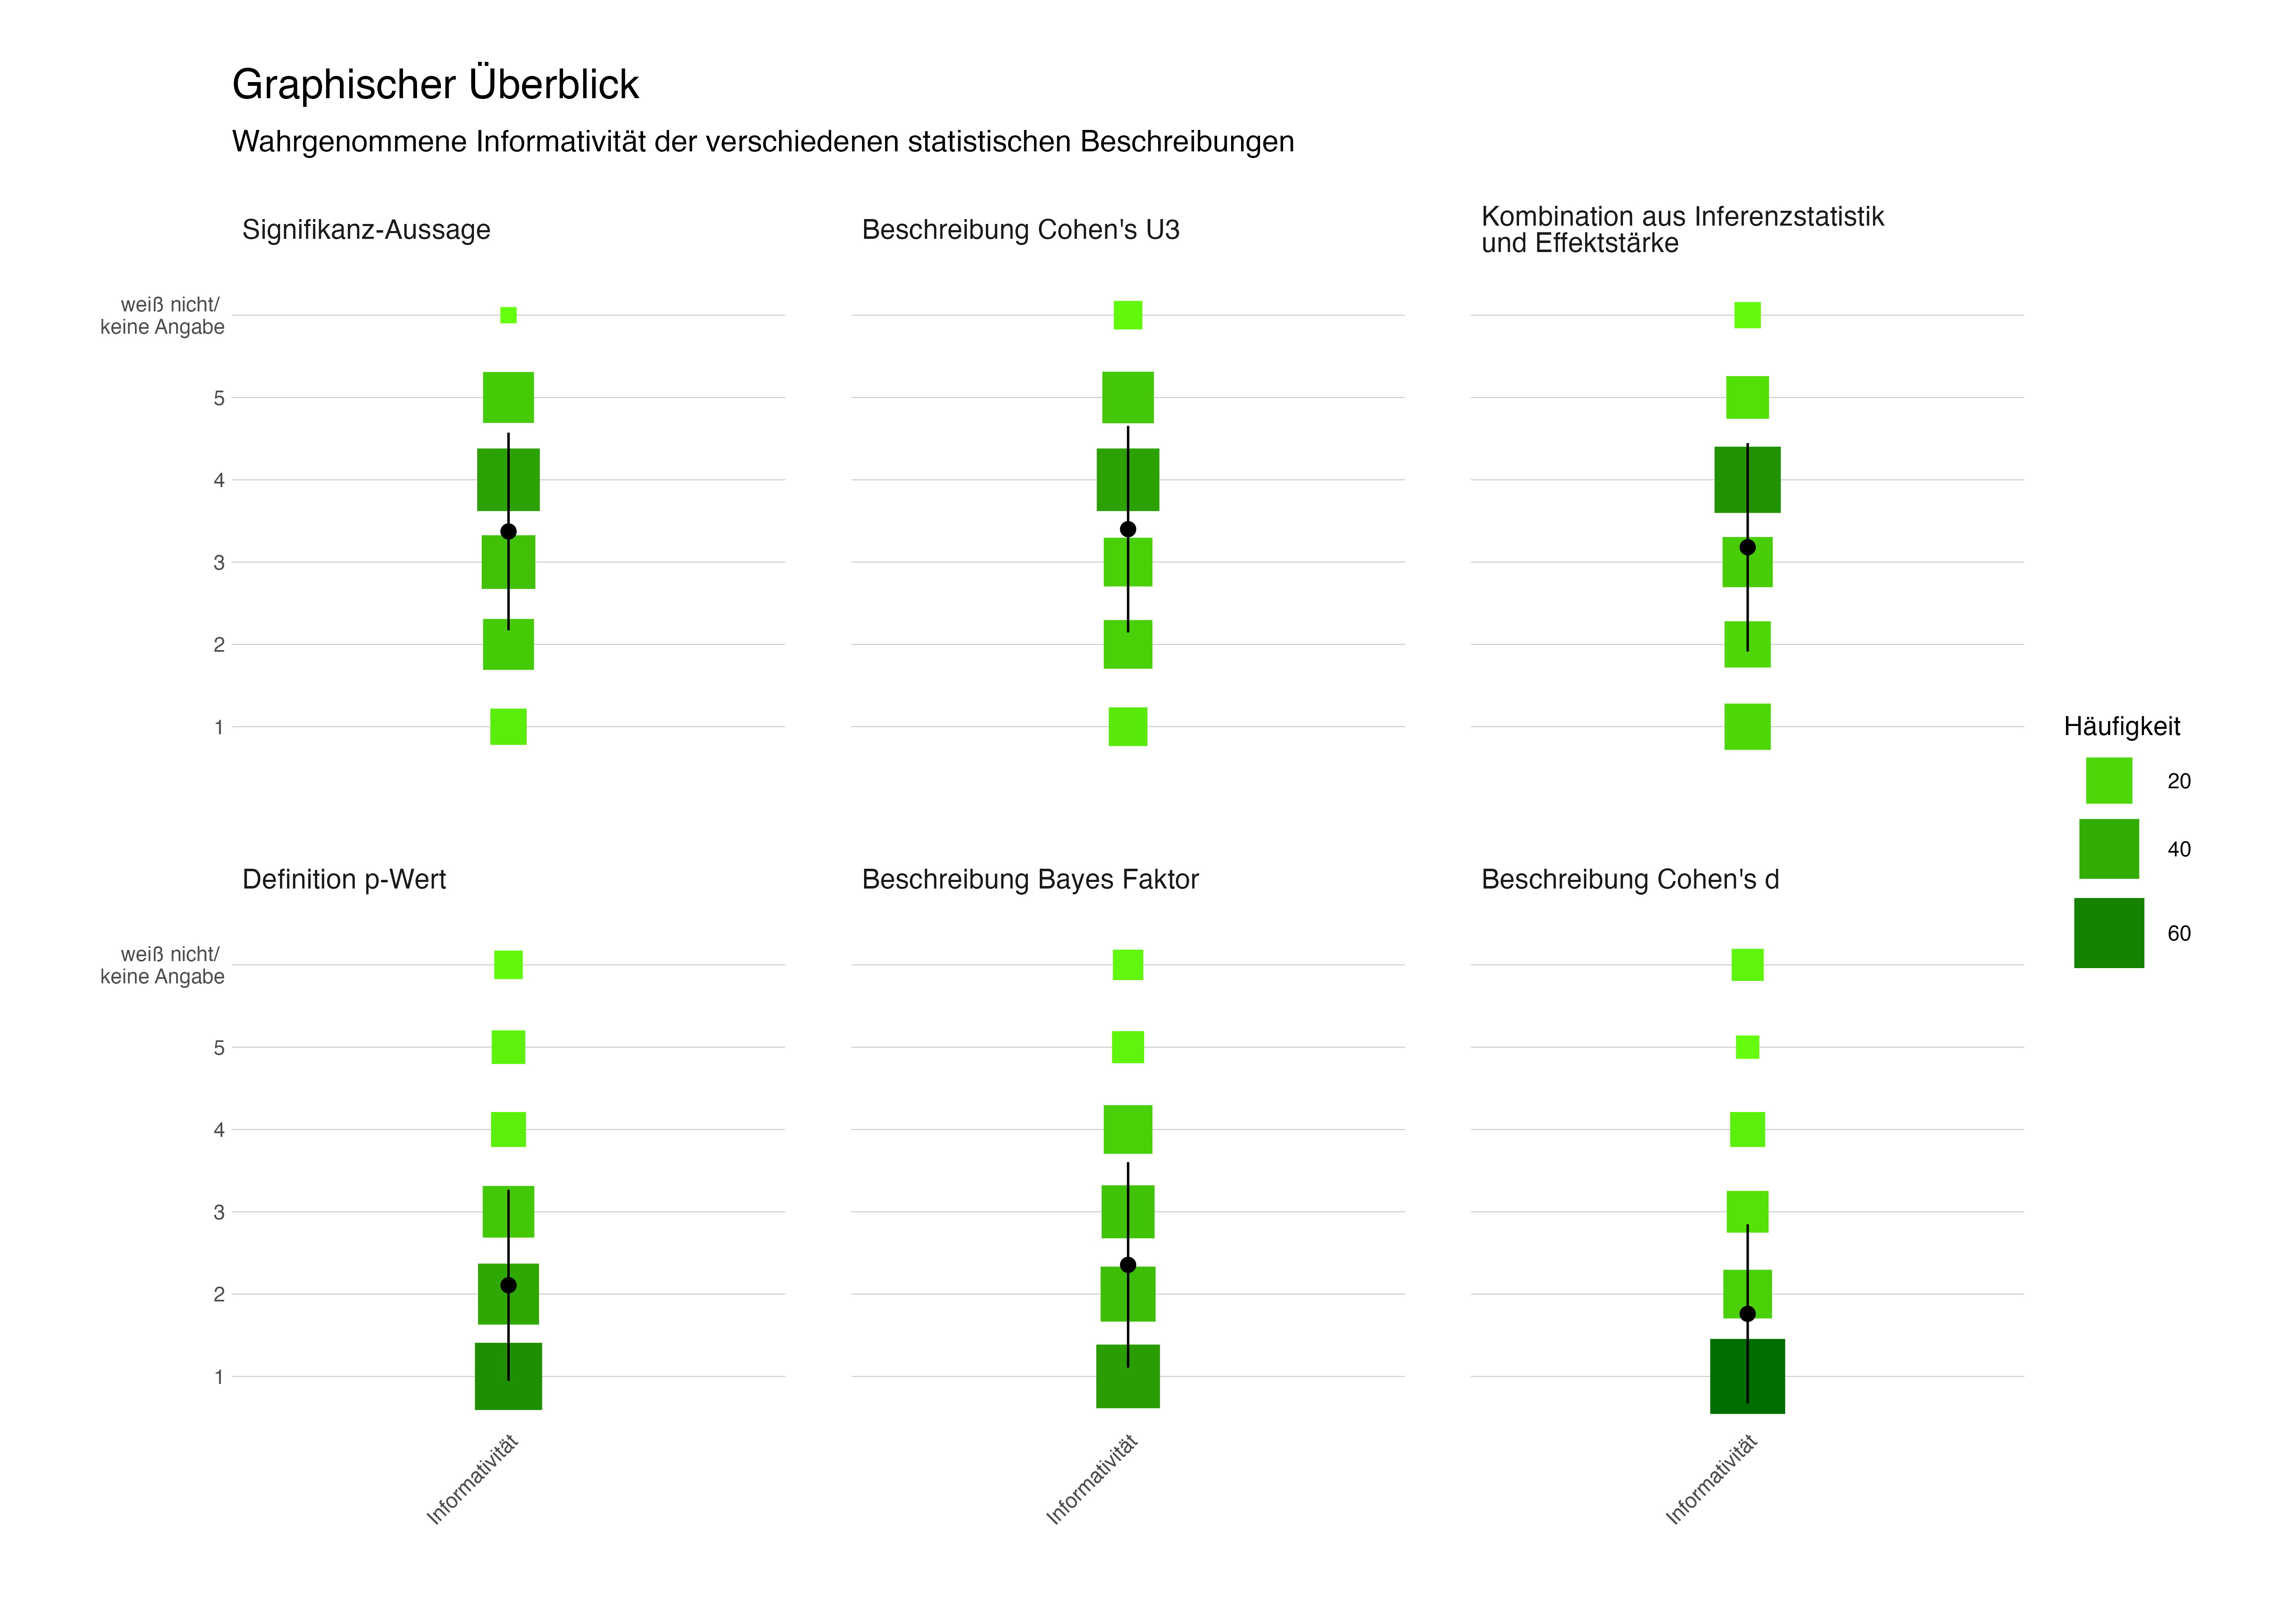 Graphischer Überblick
Wahrgenommene Informativität der verschiedenen statistischen Beschreibungen
Signifikanz-Aussage
Beschreibung Cohen's U3
Kombination aus Inferenzstatistik
und Effektstärke
weiß nicht/
keine Angabe
5
4
3
2
1
Definition p-Wert
Beschreibung Bayes Faktor
Beschreibung Cohen's d
weiß nicht/
keine Angabe
5
4
3
2
1
Informativität
Informativität
Informativität
Häufigkeit
20
40
60